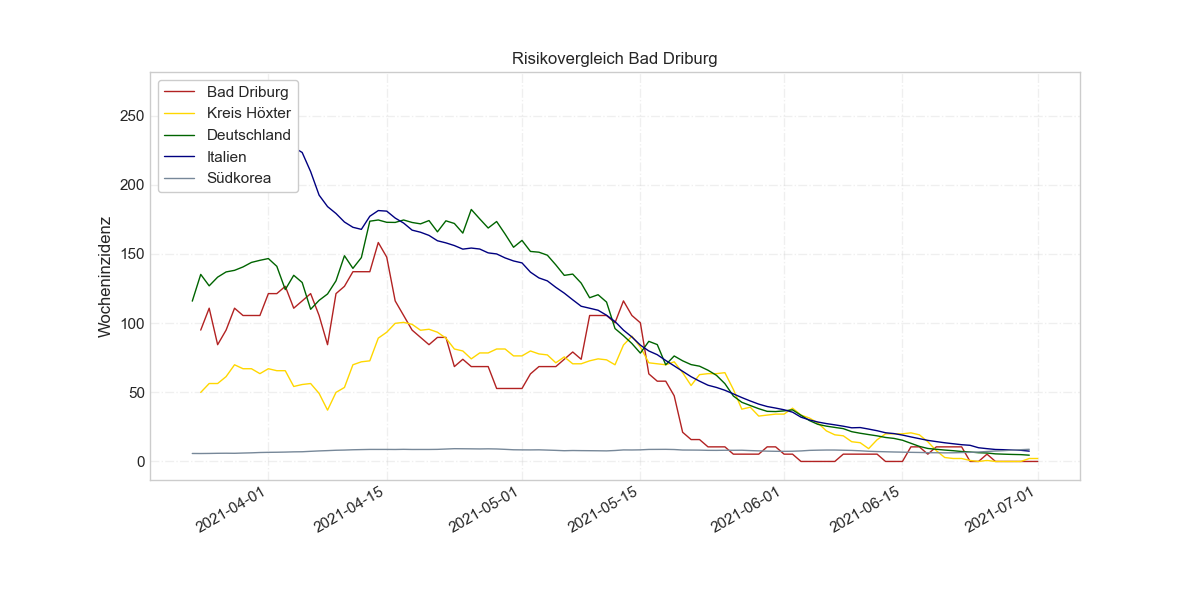 Risikovergleich Bad Driburg
Bad Driburg
Kreis Höxter
Deutschland
Italien
Südkorea
Wocheninzidenz
250
200
150
100
50
0
2021-04-01
2021-04-15
2021-05-01
2021-05-15
2021-06-01
2021-06-15
2021-07-01